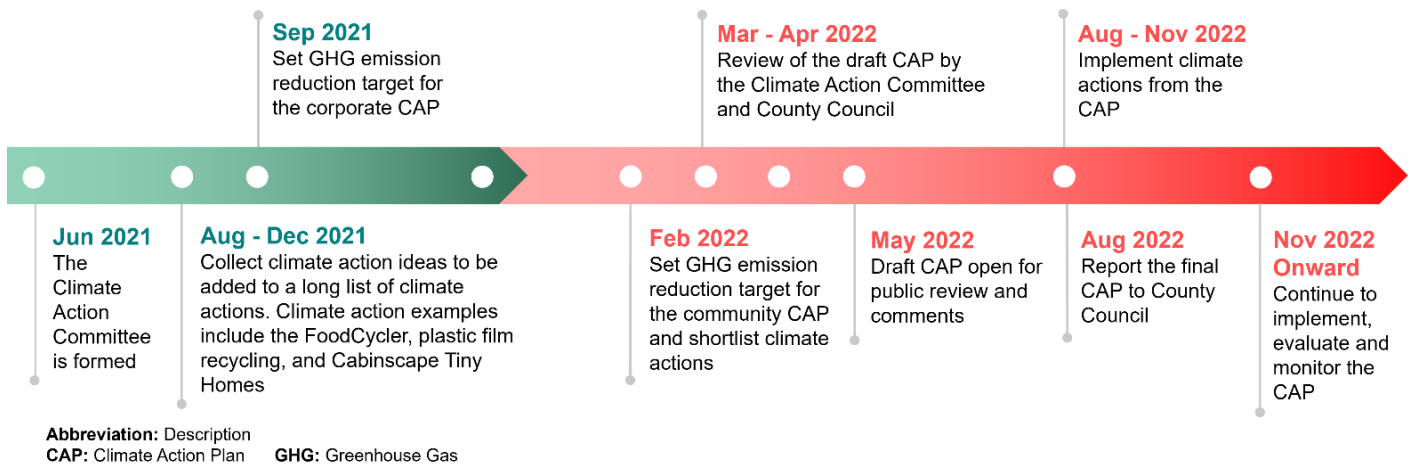 Sep 2021
Set GHG emission
reduction target for
the corporate CAP
Mar - Apr 2022
Review of the draft CAP by
the Climate Action Committee
and County Council
Aug - Nov 2022
Implement climate
actions from the
CAP
Jun 2021
The
Climate
Action
Committee
is formed
Aug - Dec 2021
Collect climate action ideas to be
added to a long list of climate
actions. Climate action examples
include the FoodCycler, plastic film
recycling, and Cabinscape Tiny
Homes
Feb 2022
Set GHG emission
reduction target for
the community CAP
and shortlist climate
actions
May 2022
Draft CAP open for
public review and
comments
Aug 2022
Report the final
CAP to County
Council
Nov 2022
Onward
Continue to
implement,
evaluate and
monitor the
CAP
Abbreviation: Description
CAP: Climate Action Plan GHG: Greenhouse Gas